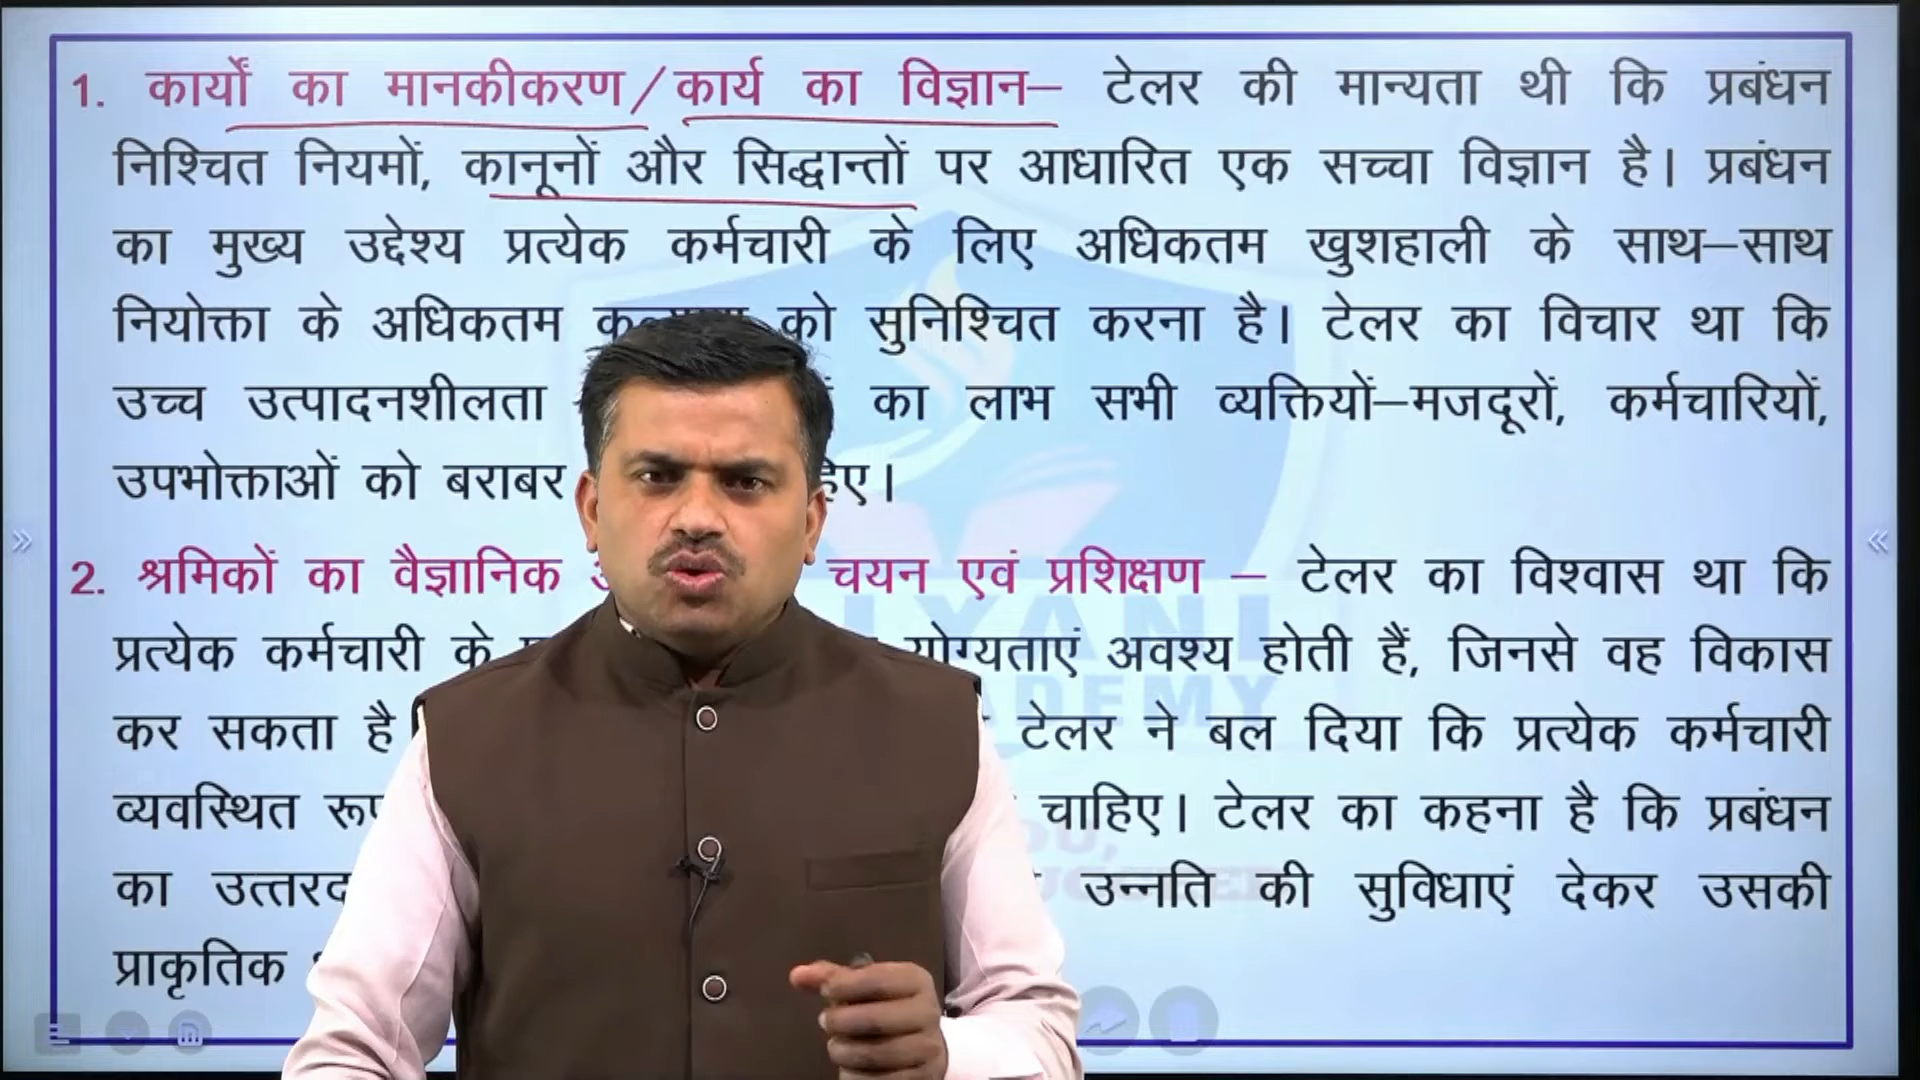 1. कार्यों का मानकीकरण/कार्य का विज्ञान– टेलर की मान्यता थी कि प्रबंधन
निश्चित नियमों, कानूनों और सिद्धान्तों पर आधारित एक सच्चा विज्ञान है। प्रबंधन
का मुख्य उद्देश्य प्रत्येक कर्मचारी के लिए अधिकतम खुशहाली के साथ–साथ
नियोक्ता के अधिकतम को सुनिश्चित करना है। टेलर का विचार था कि
उच्च उत्पादनशीलता का लाभ सभी व्यक्तियों–मजदूरों, कर्मचारियों,
उपभोक्ताओं को बराबर
2. श्रमिकों का वैज्ञानिक चयन एवं प्रशिक्षण – टेलर का विश्वास था कि
प्रत्येक कर्मचारी के योग्यताएं अवश्य होती हैं, जिनसे वह विकास
कर सकता है टेलर ने बल दिया कि प्रत्येक कर्मचारी
व्यवस्थित चाहिए। टेलर का कहना है कि प्रबंधन
का उन्नति की सुविधाएं देकर उसकी
प्राकृतिक